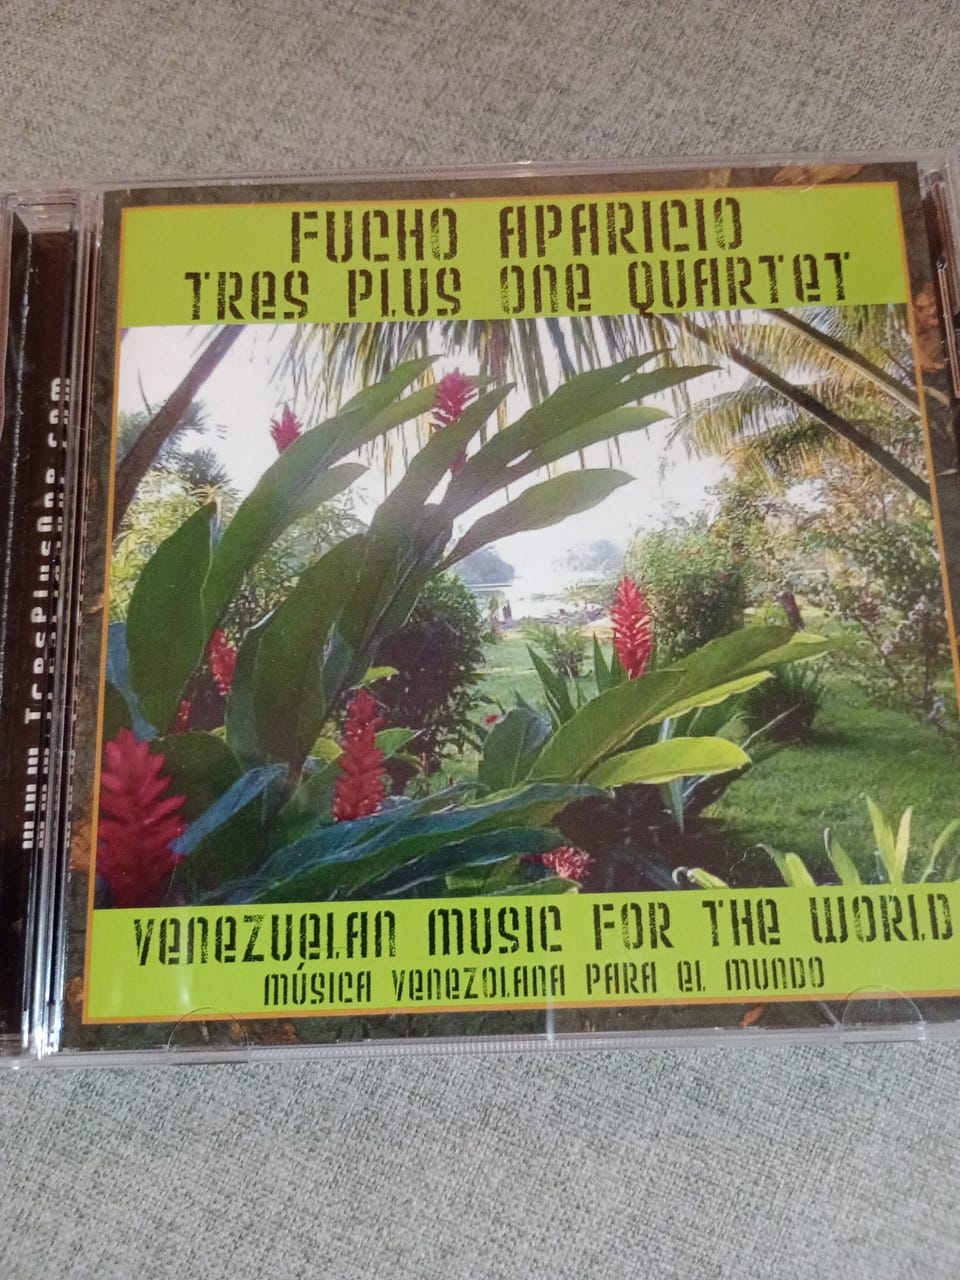 FUCHO APARICIO
TRES PLUS ONE QUARTET
VENEZUELAN MUSIC FOR THE WORLD
MÚSICA VENEZOLANA PARA EL MUNDO
WWW.TRESPLUSONE.COM